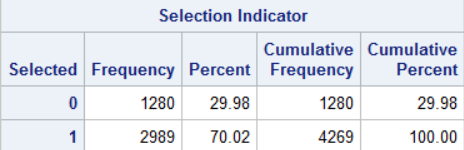 Selection Indicator
Cumulative Cumulative
Selected Frequency Percent Frequency Percent
0 1280 29.98 1280 29.98
1 2989 70.02 4269 100.00